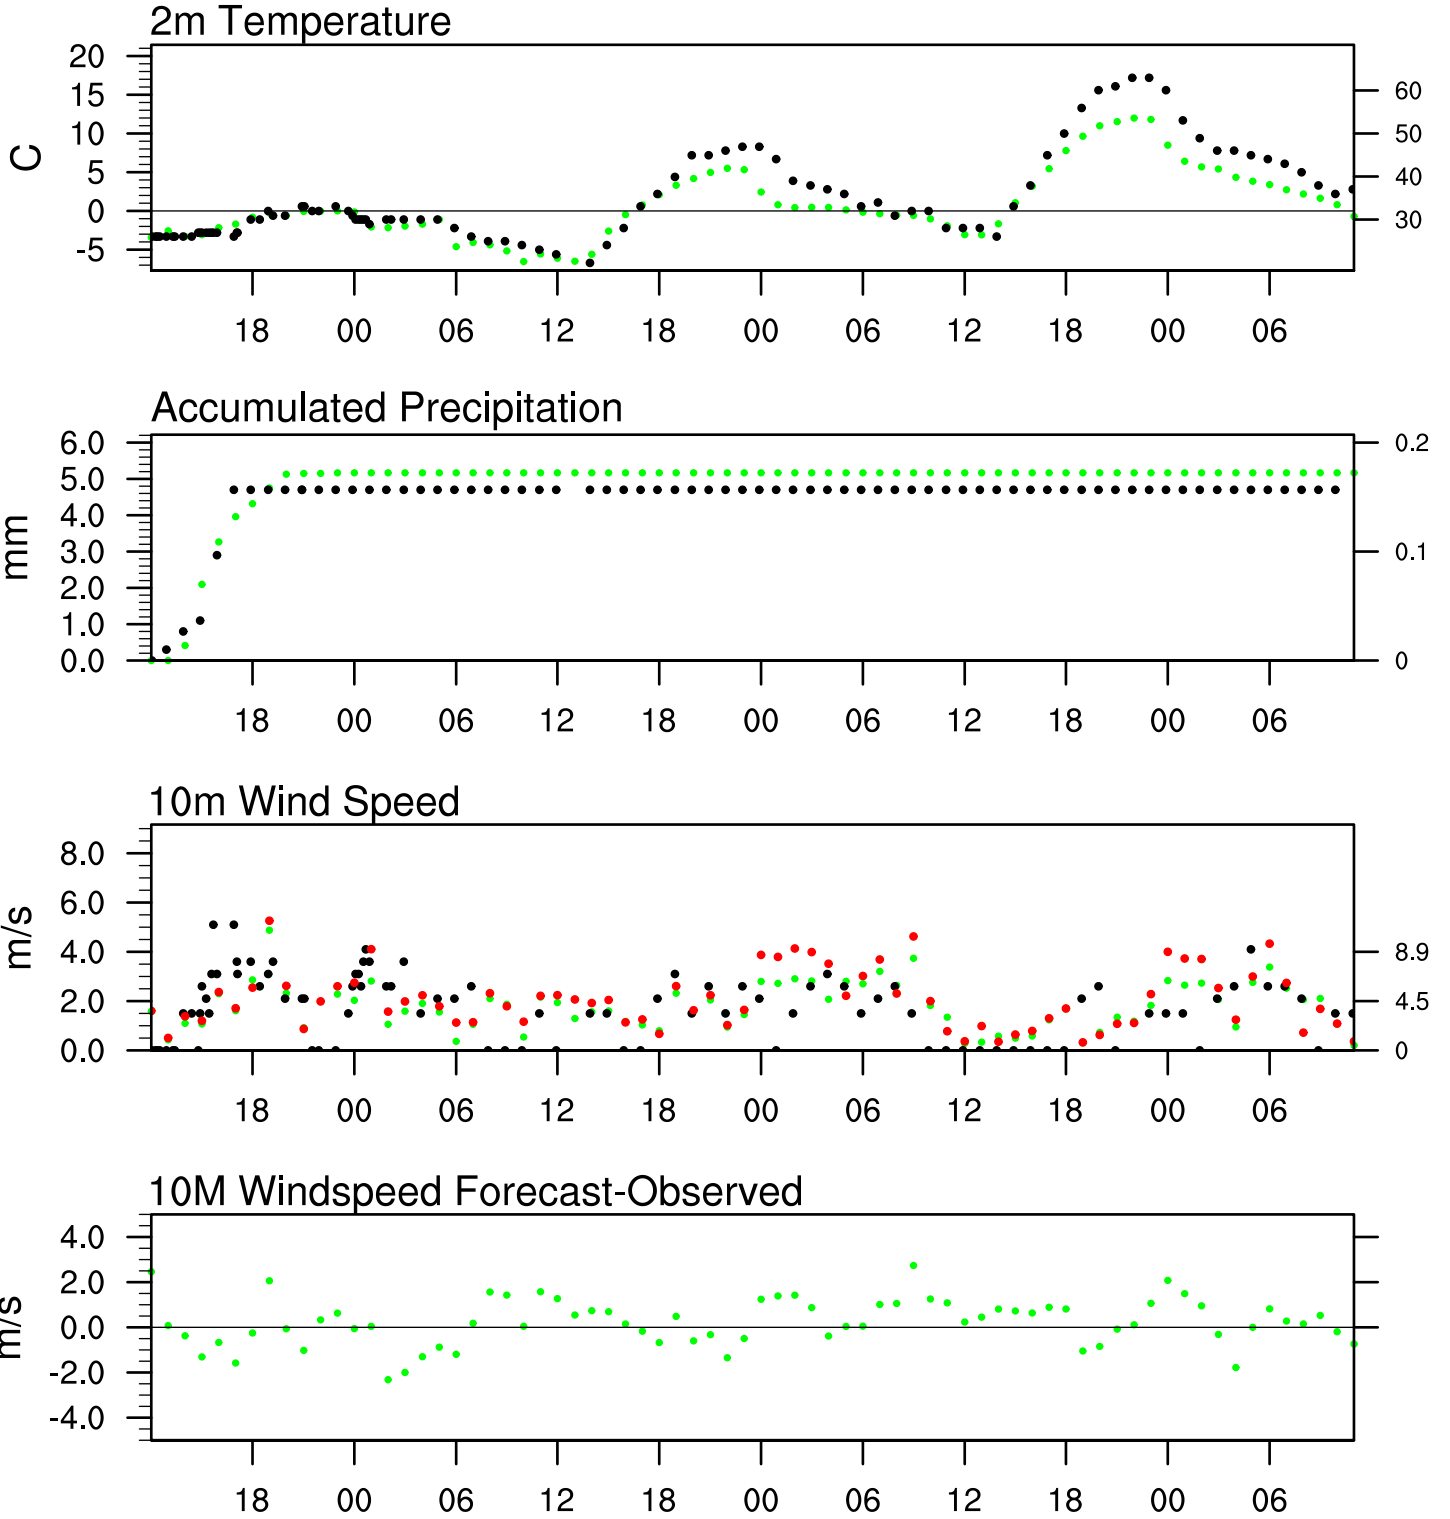 2m Temperature
20
15
10
5
0
-5
C
60
50
40
30
18 00 06 12 18 00 06 12 18 00 06
Accumulated Precipitation
6.0
5.0
4.0
3.0
2.0
1.0
0.0
mm
0.2
0.1
0
18 00 06 12 18 00 06 12 18 00 06
10m Wind Speed
8.0
6.0
4.0
2.0
0.0
m/s
8.9
4.5
0
18 00 06 12 18 00 06 12 18 00 06
10M Windspeed Forecast-Observed
4.0
2.0
0.0
-2.0
-4.0
m/s
18 00 06 12 18 00 06 12 18 00 06